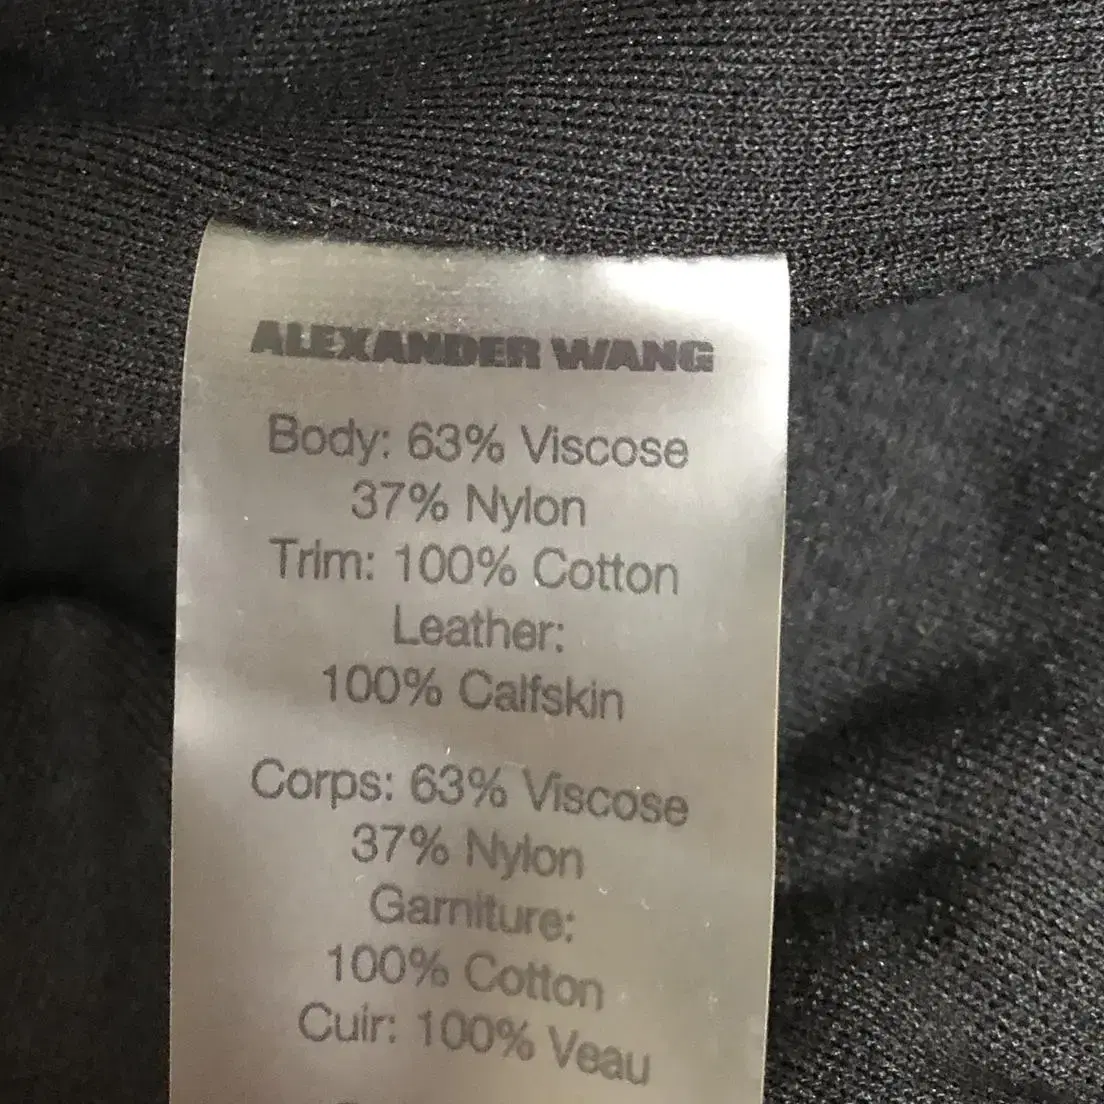 ALEXANDER WANG
Body: 63% Viscose
37% Nylon
Trim: 100% Cotton
Leather:
100% Calfskin
Corps: 63% Viscose
37% Nylon
Garniture:
100% Cotton
Cuir: 100% Veau